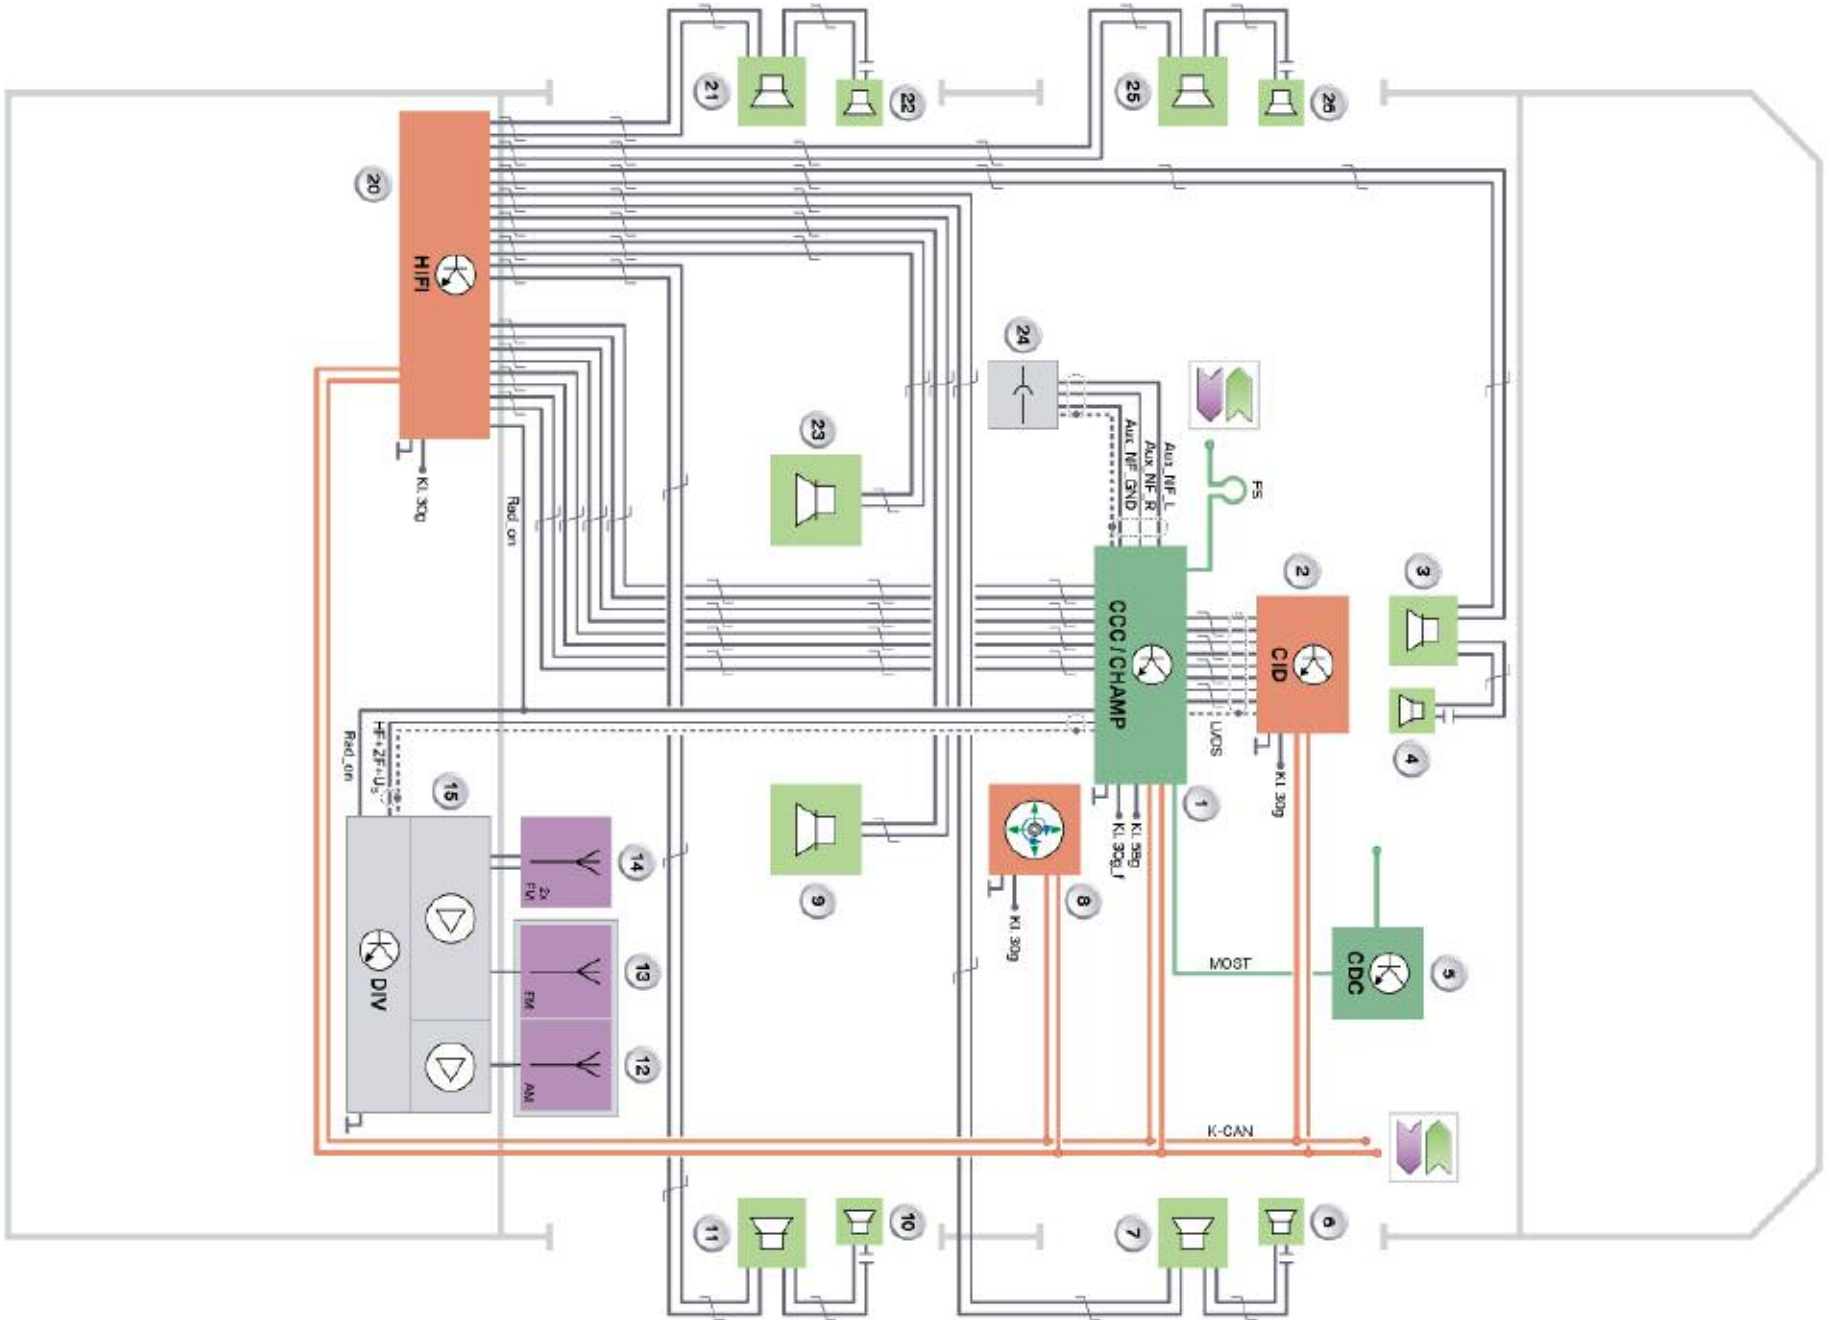 21
22
25
26
20
HIFI
Kl. 30g
Rad_on
23
24
Aux_NF_L
Aux_NF_R
Aux_NF_GND
FS
2
CID
3
4
CCC / CHAMP
LVDS
Kl. 30g
1
Kl. 58g
Kl. 30g_f
Rad_on
HF+ZF+U
15
14
2x
FM
13
FM
12
AM
DIV
9
8
Kl. 30g
MOST
CDC
5
K-CAN
11
10
7
6